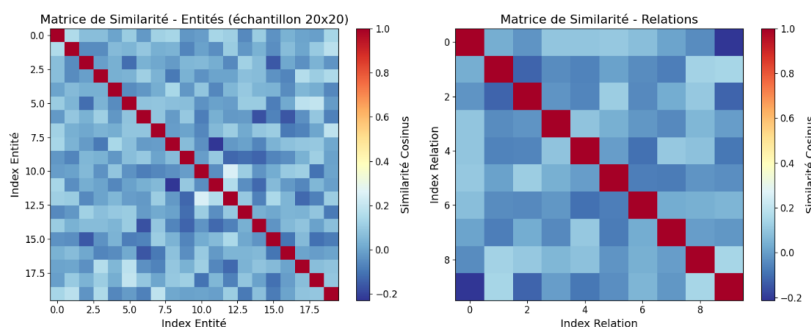 Matrice de Similarité - Entités (échantillon 20x20)
0.0
2.5
5.0
7.5
10.0
12.5
15.0
17.5
Index Entité
0.0 2.5 5.0 7.5 10.0 12.5 15.0 17.5
Index Entité
1.0
0.8
0.6
0.4
0.2
0.0
−0.2
Similarité Cosinus
Matrice de Similarité - Relations
0
2
4
6
8
Index Relation
0 2 4 6 8
Index Relation
1.0
0.8
0.6
0.4
0.2
0.0
−0.2
Similarité Cosinus